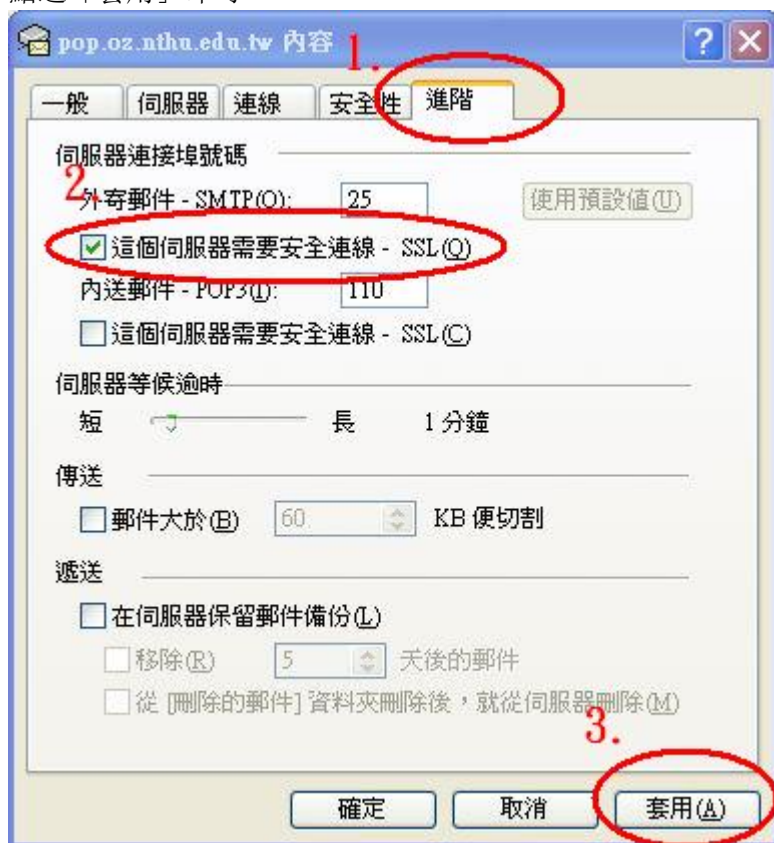 pop.oz.nthu.edu.tw 內容
1.
一般 伺服器 連線 安全性 進階
伺服器連接埠號碼
2.
外寄郵件 - SMTP(O): 25 使用預設值(U)
這個伺服器需要安全連線 - SSL(Q)
內送郵件 - POP3(I): 110
這個伺服器需要安全連線 - SSL(C)
伺服器等候逾時
短 長 1 分鐘
傳送
郵件大於(B) 60 KB 便切割
遞送
在伺服器保留郵件備份(L)
移除(R) 5 天後的郵件
從 [刪除的郵件] 資料夾刪除後，就從伺服器刪除(M)
3.
確定 取消 套用(A)